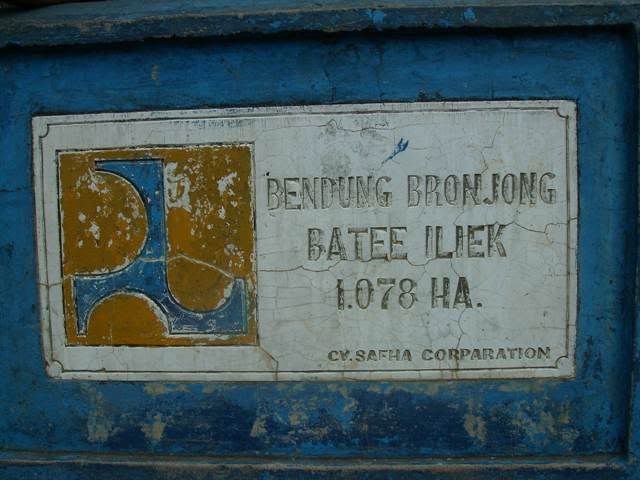 BENDUNG BRONJONG
BATEE ILIEK
1.078 HA.
CV. SAFHA CORPARATION